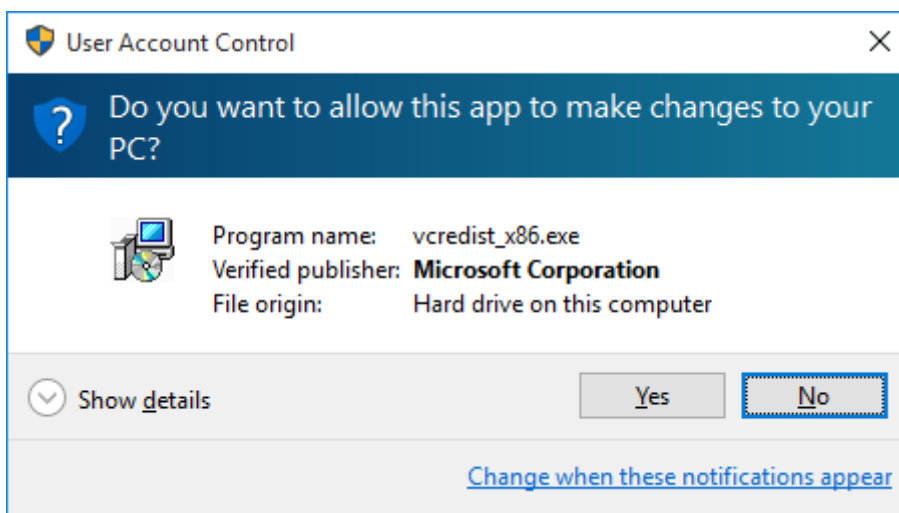 User Account Control
Do you want to allow this app to make changes to your
PC?
Program name: vcredist_x86.exe
Verified publisher: Microsoft Corporation
File origin: Hard drive on this computer
Show details
Yes
No
Change when these notifications appear